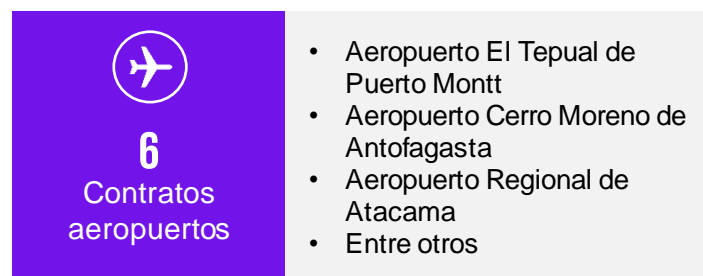 6
Contratos
aeropuertos
• Aeropuerto El Tepual de
Puerto Montt
• Aeropuerto Cerro Moreno de
Antofagasta
• Aeropuerto Regional de
Atacama
• Entre otros